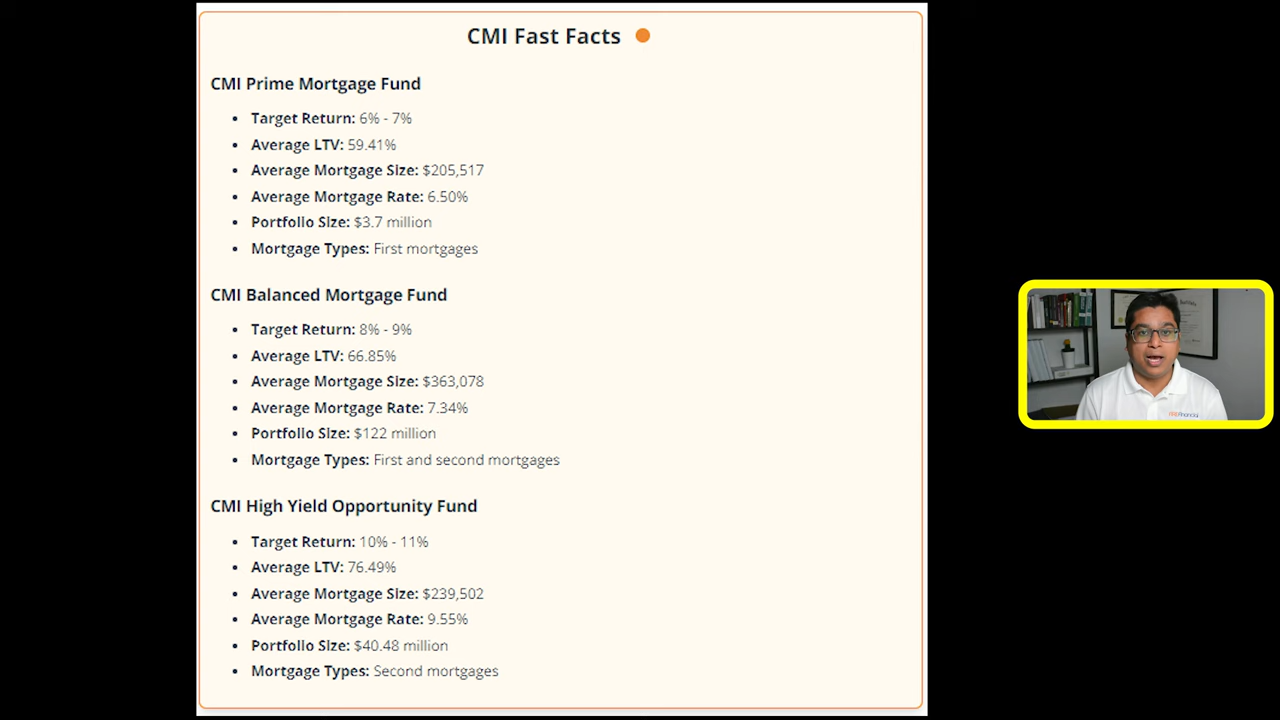 CMI Fast Facts
CMI Prime Mortgage Fund
• Target Return: 6% - 7%
• Average LTV: 59.41%
• Average Mortgage Size: $205,517
• Average Mortgage Rate: 6.50%
• Portfolio Size: $3.7 million
• Mortgage Types: First mortgages
CMI Balanced Mortgage Fund
• Target Return: 8% - 9%
• Average LTV: 66.85%
• Average Mortgage Size: $363,078
• Average Mortgage Rate: 7.34%
• Portfolio Size: $122 million
• Mortgage Types: First and second mortgages
CMI High Yield Opportunity Fund
• Target Return: 10% - 11%
• Average LTV: 76.49%
• Average Mortgage Size: $239,502
• Average Mortgage Rate: 9.55%
• Portfolio Size: $40.48 million
• Mortgage Types: Second mortgages